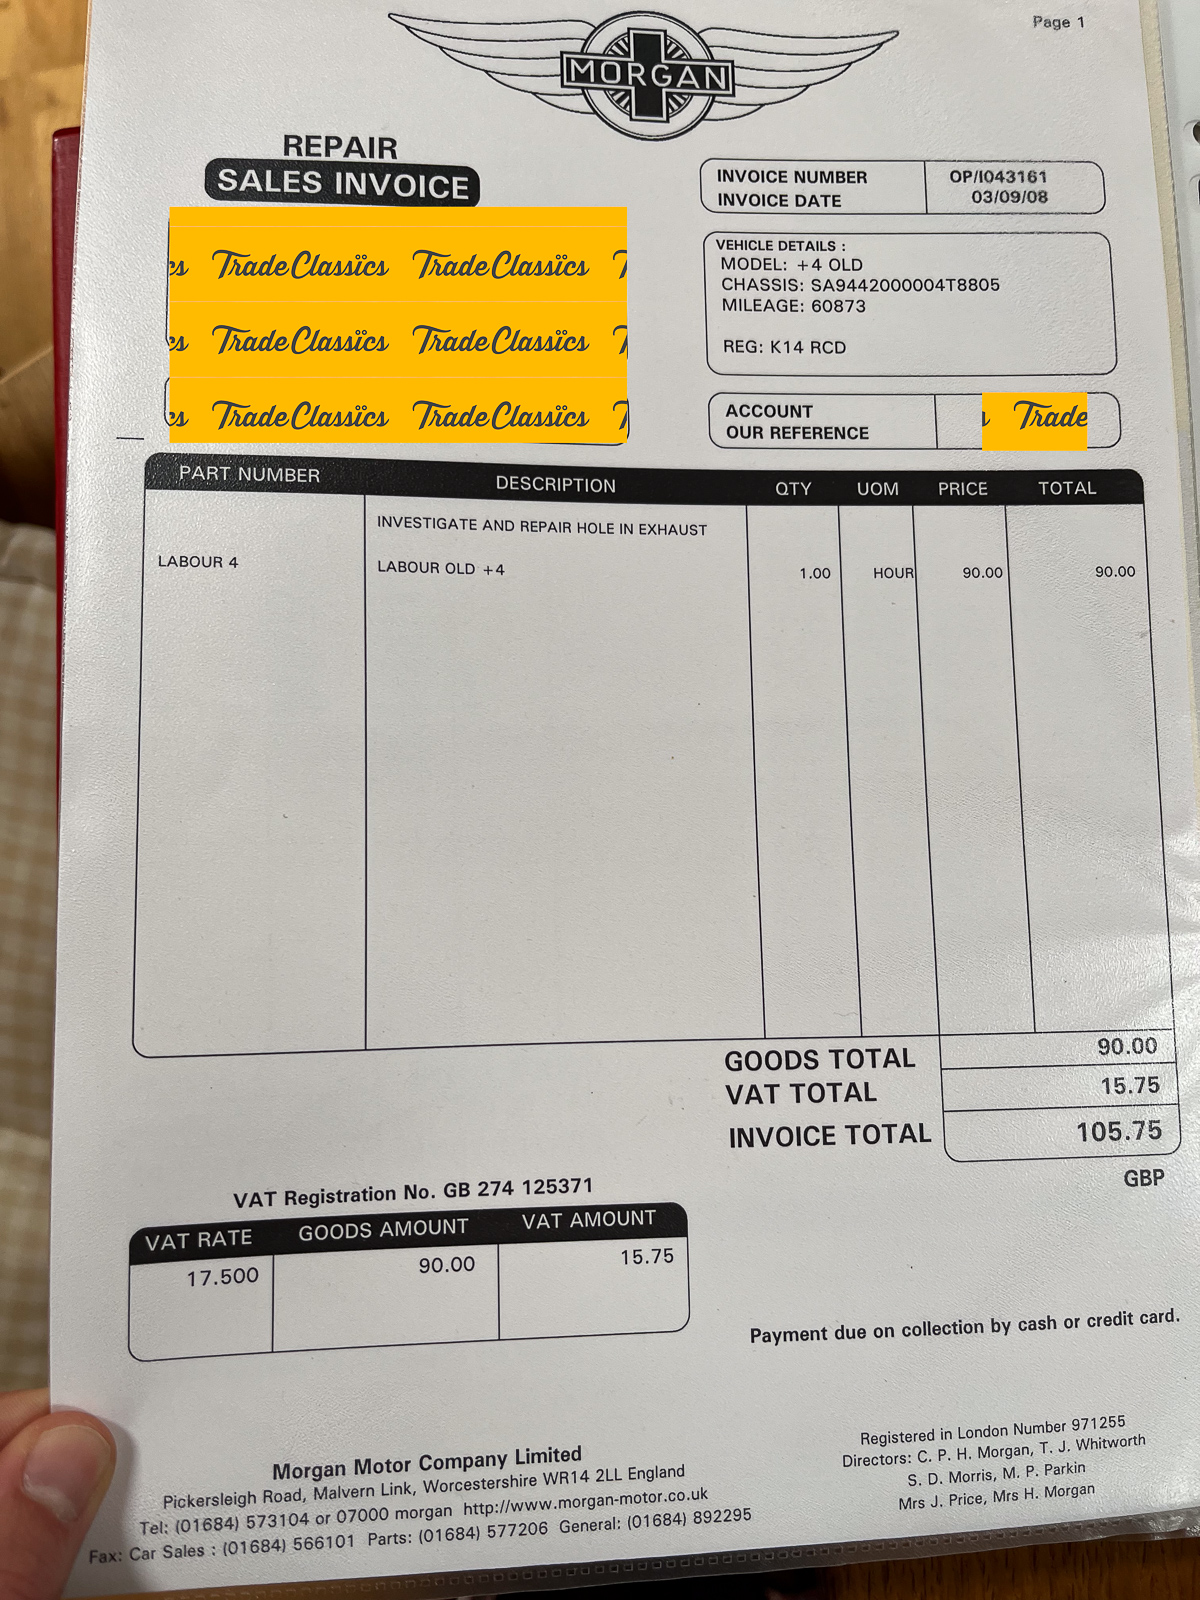 Page 1
MORGAN
REPAIR
SALES INVOICE
INVOICE NUMBER OP/I043161
INVOICE DATE 03/09/08
TradeClassics TradeClassics
TradeClassics TradeClassics
TradeClassics TradeClassics
VEHICLE DETAILS :
MODEL: +4 OLD
CHASSIS: SA9442000004T8805
MILEAGE: 60873
REG: K14 RCD
ACCOUNT
OUR REFERENCE
Trade
PART NUMBER DESCRIPTION QTY UOM PRICE TOTAL
INVESTIGATE AND REPAIR HOLE IN EXHAUST
LABOUR 4 LABOUR OLD +4 1.00 HOUR 90.00 90.00
GOODS TOTAL 90.00
VAT TOTAL 15.75
INVOICE TOTAL 105.75
GBP
VAT Registration No. GB 274 125371
VAT RATE GOODS AMOUNT VAT AMOUNT
17.500 90.00 15.75
Payment due on collection by cash or credit card.
Morgan Motor Company Limited
Pickersleigh Road, Malvern Link, Worcestershire WR14 2LL England
Tel: (01684) 573104 or 07000 morgan http://www.morgan-motor.co.uk
Fax: Car Sales : (01684) 566101 Parts: (01684) 577206 General: (01684) 892295
Registered in London Number 971255
Directors: C. P. H. Morgan, T. J. Whitworth
S. D. Morris, M. P. Parkin
Mrs J. Price, Mrs H. Morgan